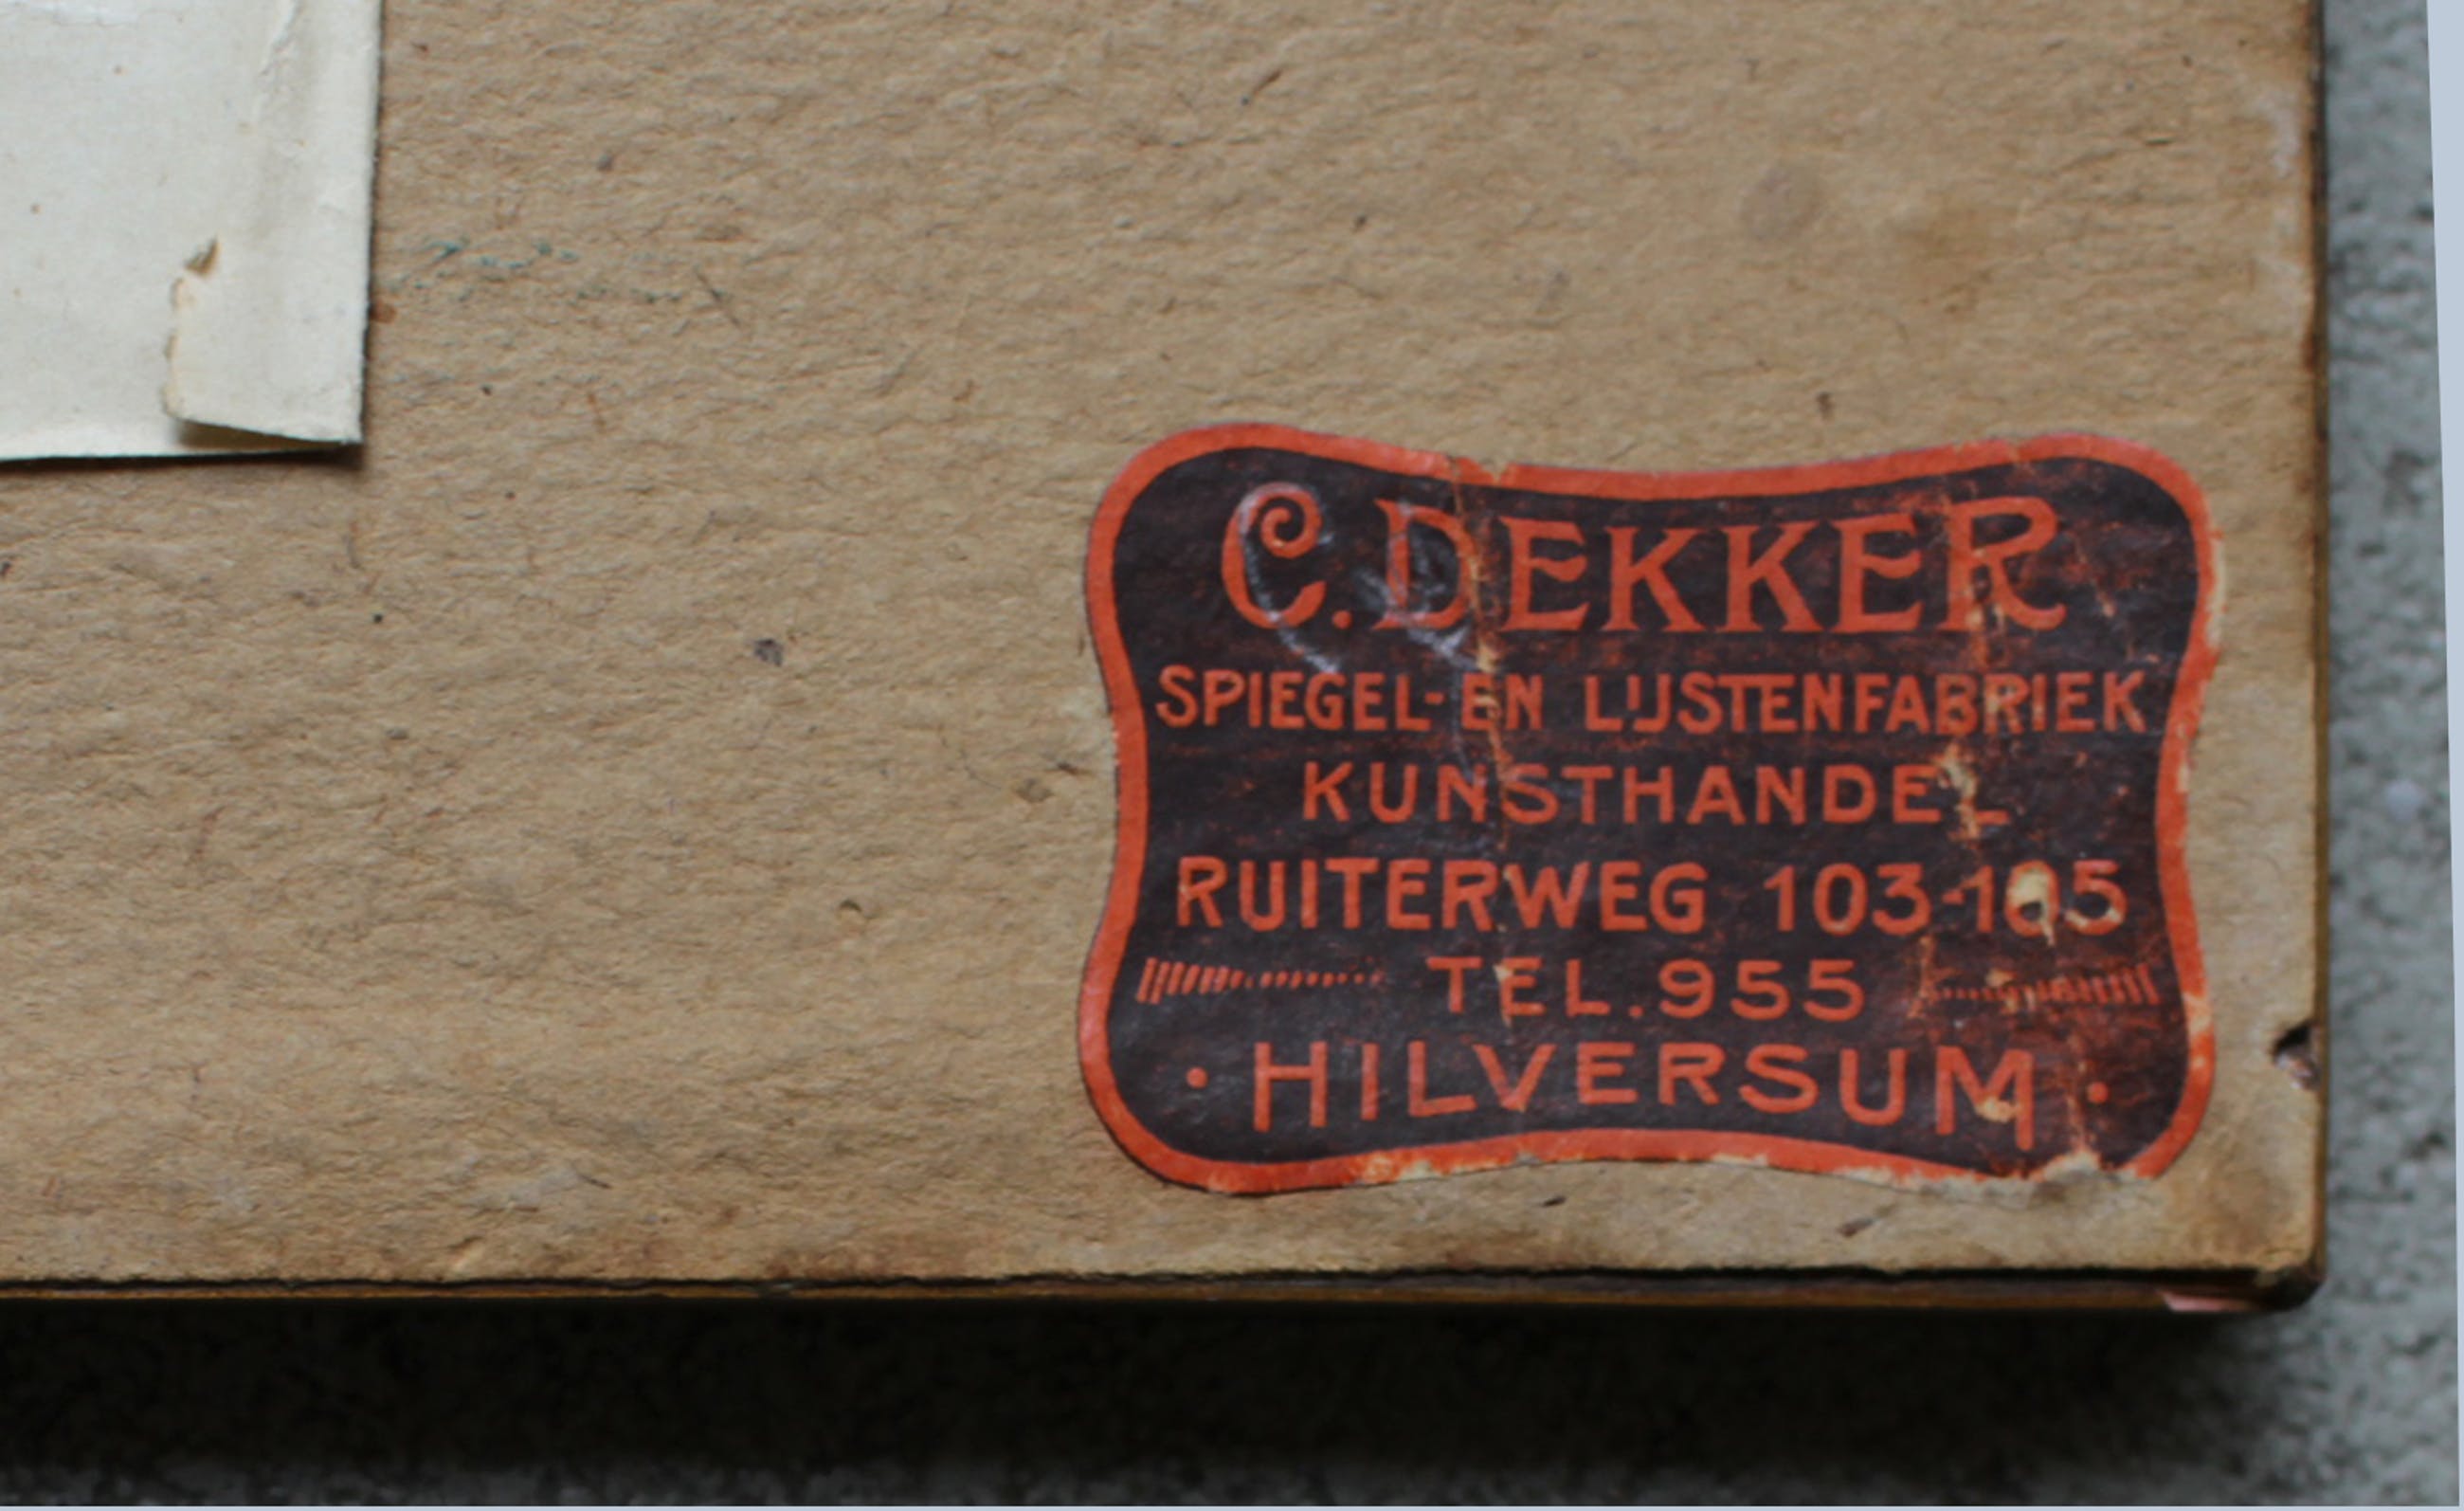 C. DEKKER
SPIEGEL- EN LIJSTENFABRIEK
KUNSTHANDEL
RUITERWEG 103-105
TEL. 955
· HILVERSUM ·